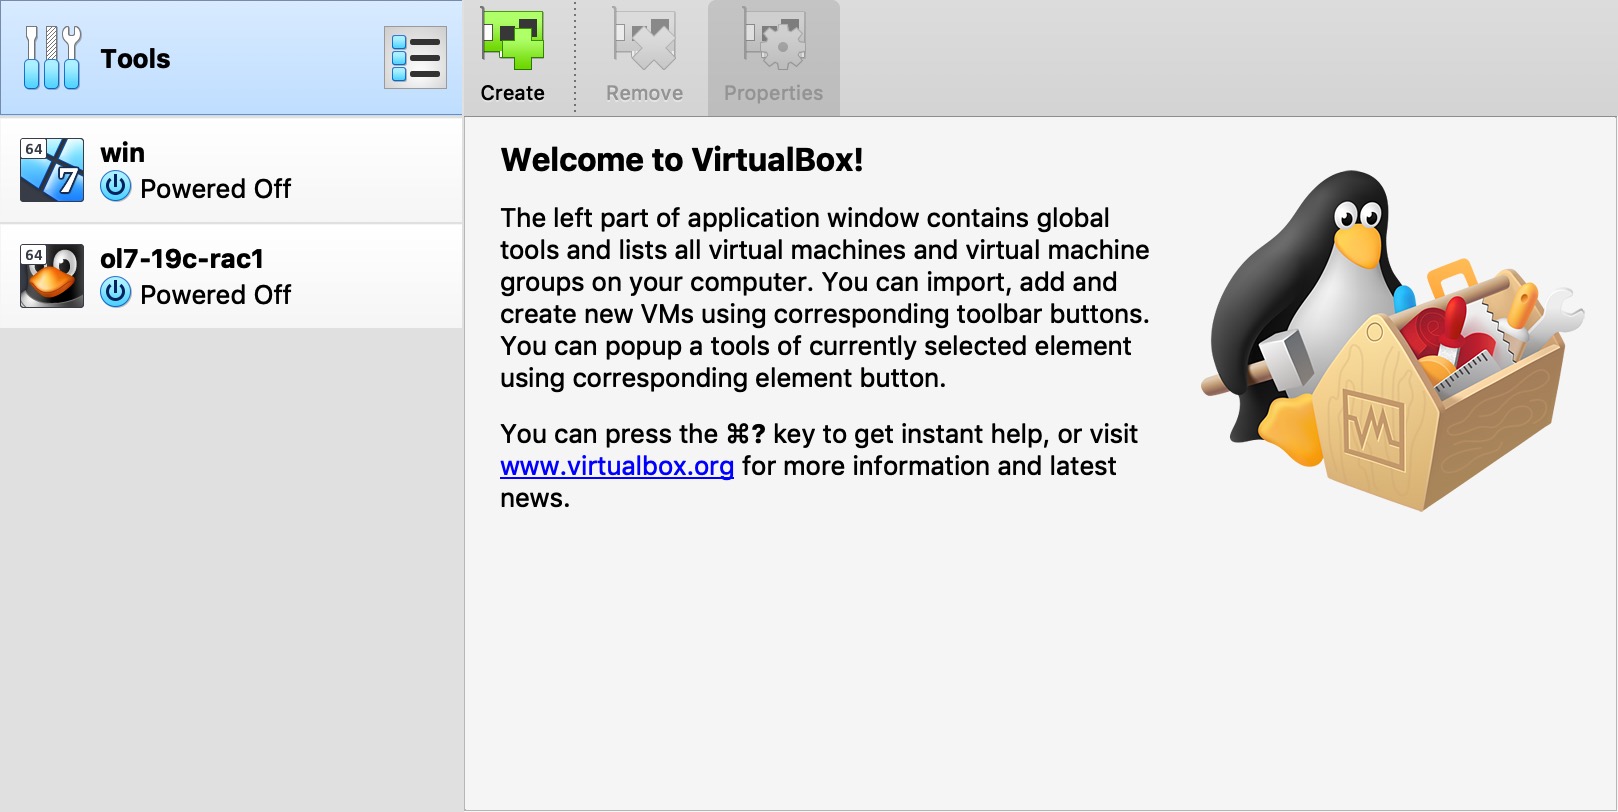 Tools
64
7
win
Powered Off
64
ol7-19c-rac1
Powered Off
Create
Remove
Properties
Welcome to VirtualBox!
The left part of application window contains global
tools and lists all virtual machines and virtual machine
groups on your computer. You can import, add and
create new VMs using corresponding toolbar buttons.
You can popup a tools of currently selected element
using corresponding element button.
You can press the ⌘? key to get instant help, or visit
www.virtualbox.org for more information and latest
news.